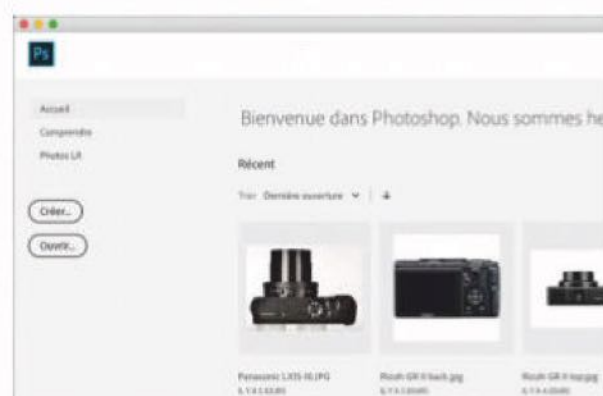 Ps
Accueil
Comprendre
Photos LR
Créer...
Ouvrir...
Bienvenue dans Photoshop. Nous sommes he
Récent
Trier Dernière ouverture
Panasonic LX15-10.JPG
Ricoh GR II back.jpg
Ricoh GR II top.jpg